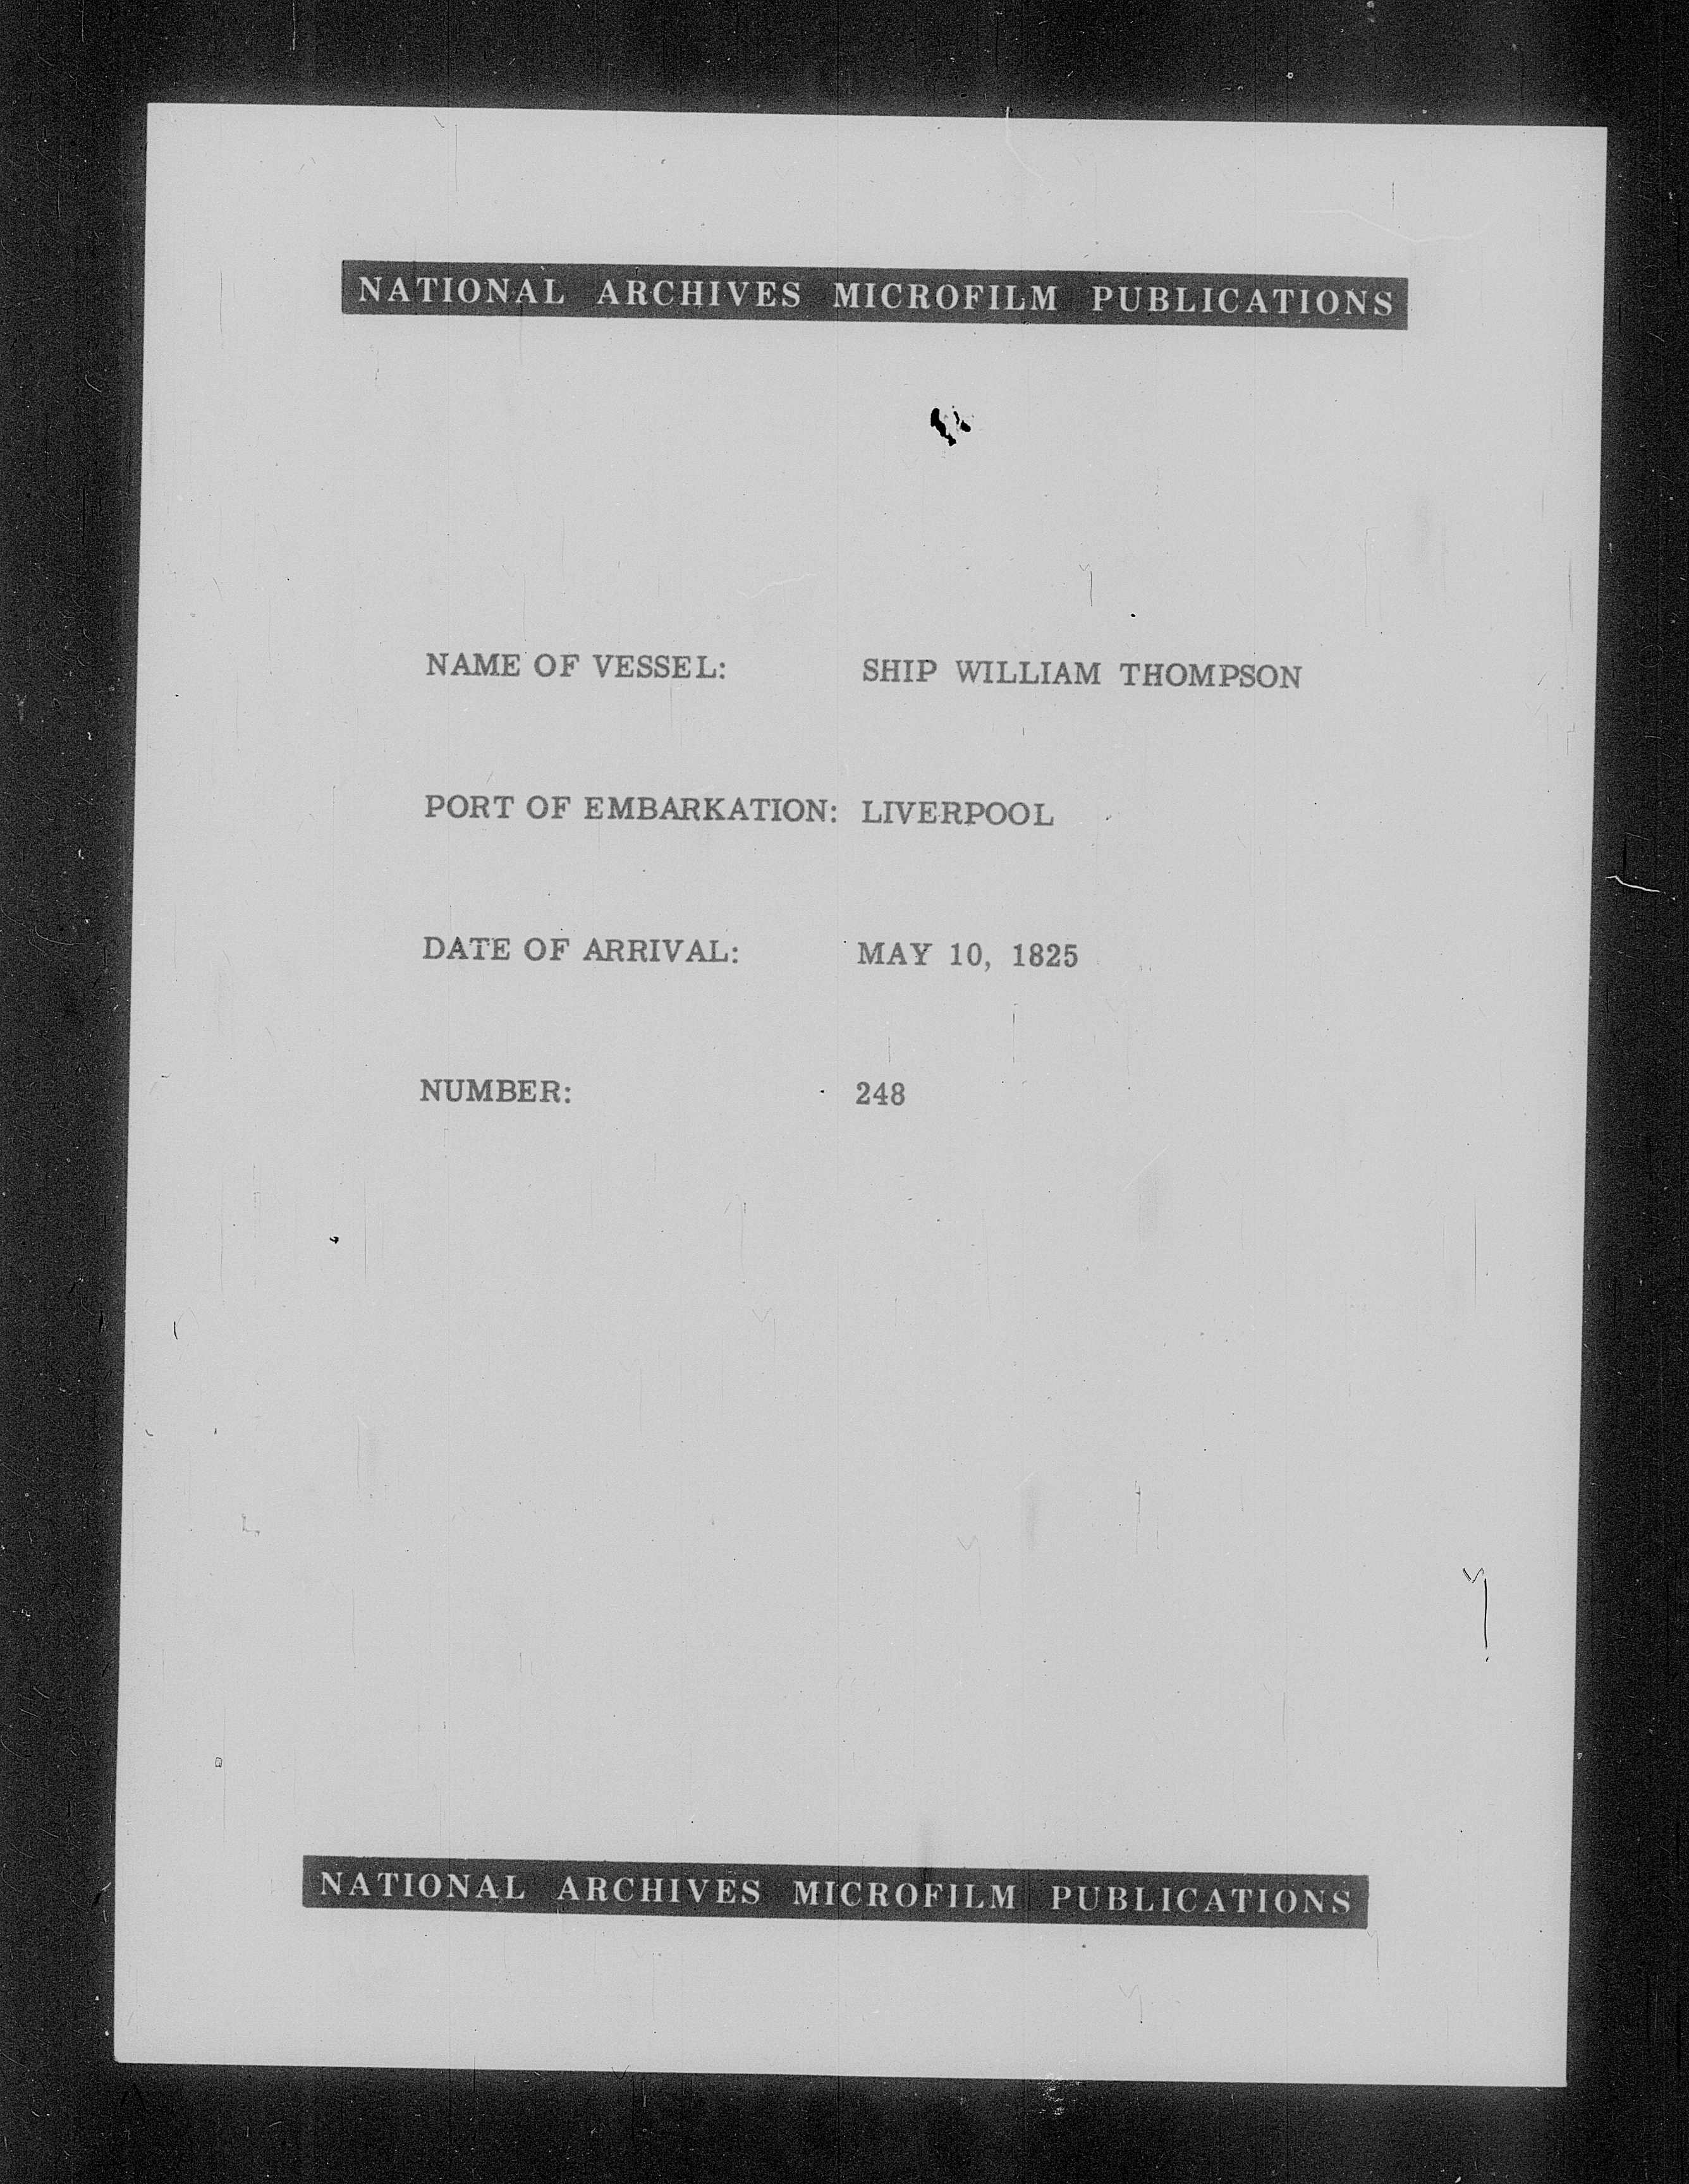 NATIONAL ARCHIVES MICROFILM PUBLICATIONS
NAME OF VESSEL: SHIP WILLIAM THOMPSON
PORT OF EMBARKATION: LIVERPOOL
DATE OF ARRIVAL: MAY 10, 1825
NUMBER: 248
NATIONAL ARCHIVES MICROFILM PUBLICATIONS